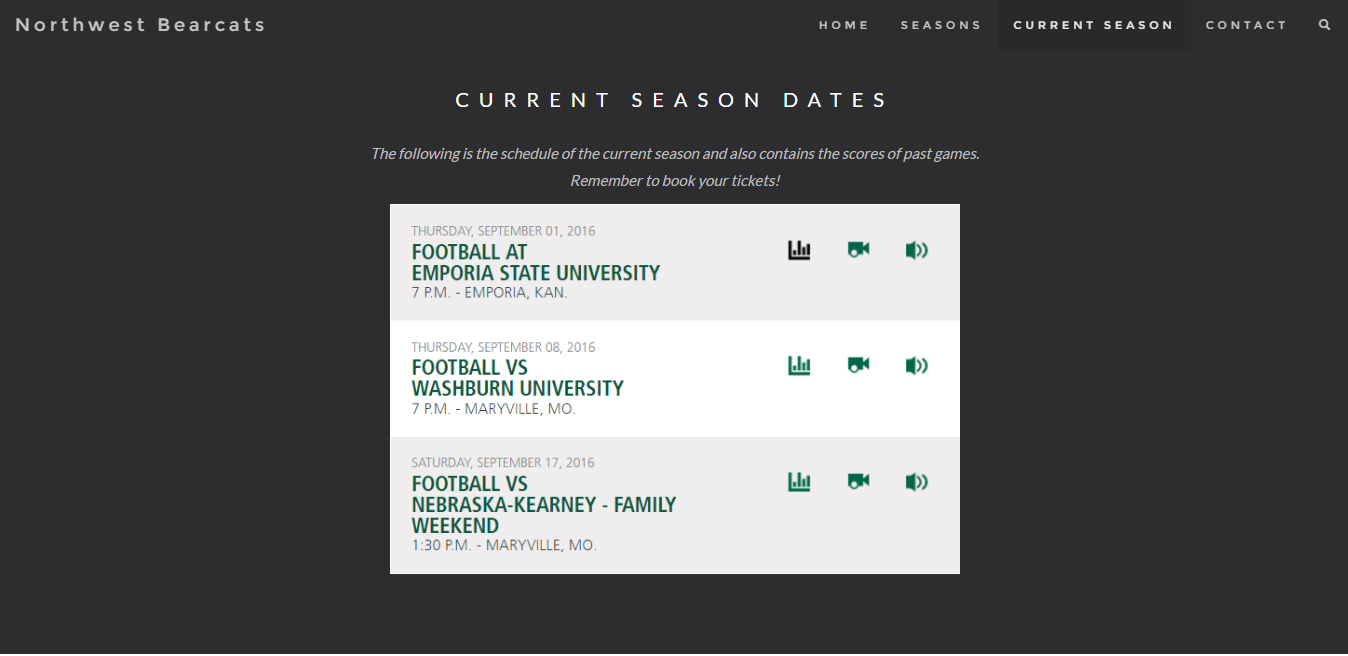 Northwest Bearcats
HOME SEASONS CURRENT SEASON CONTACT
CURRENT SEASON DATES
The following is the schedule of the current season and also contains the scores of past games.
Remember to book your tickets!
THURSDAY, SEPTEMBER 01, 2016
FOOTBALL AT
EMPORIA STATE UNIVERSITY
7 P.M. - EMPORIA, KAN.
THURSDAY, SEPTEMBER 08, 2016
FOOTBALL VS
WASHBURN UNIVERSITY
7 P.M. - MARYVILLE, MO.
SATURDAY, SEPTEMBER 17, 2016
FOOTBALL VS
NEBRASKA-KEARNEY - FAMILY
WEEKEND
1:30 P.M. - MARYVILLE, MO.